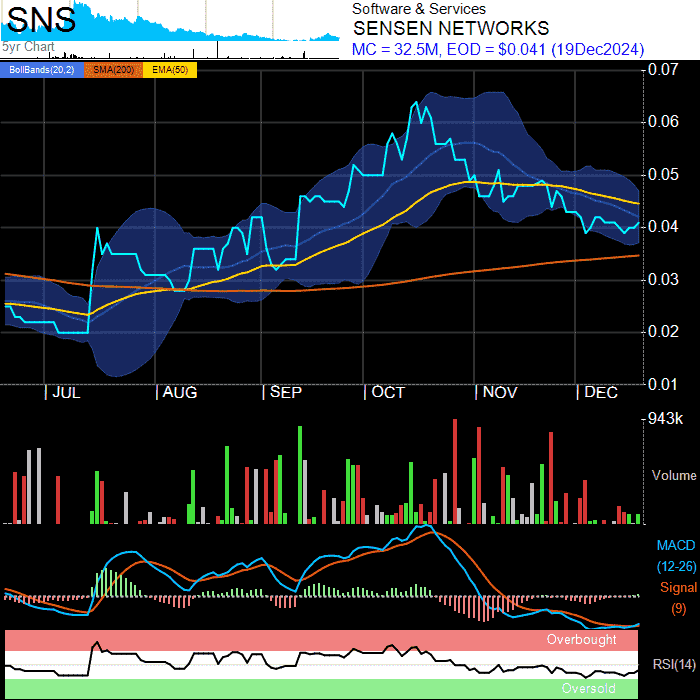 SNS
5yr Chart
Software & Services
SENSEN NETWORKS
MC = 32.5M, EOD = $0.041 (19Dec2024)
BollBands(20,2) SMA(200) EMA(50)
0.07
0.06
0.05
0.04
0.03
0.02
0.01
JUL AUG SEP OCT NOV DEC
943k
Volume
MACD
(12-26)
Signal
(9)
Overbought
RSI(14)
Oversold